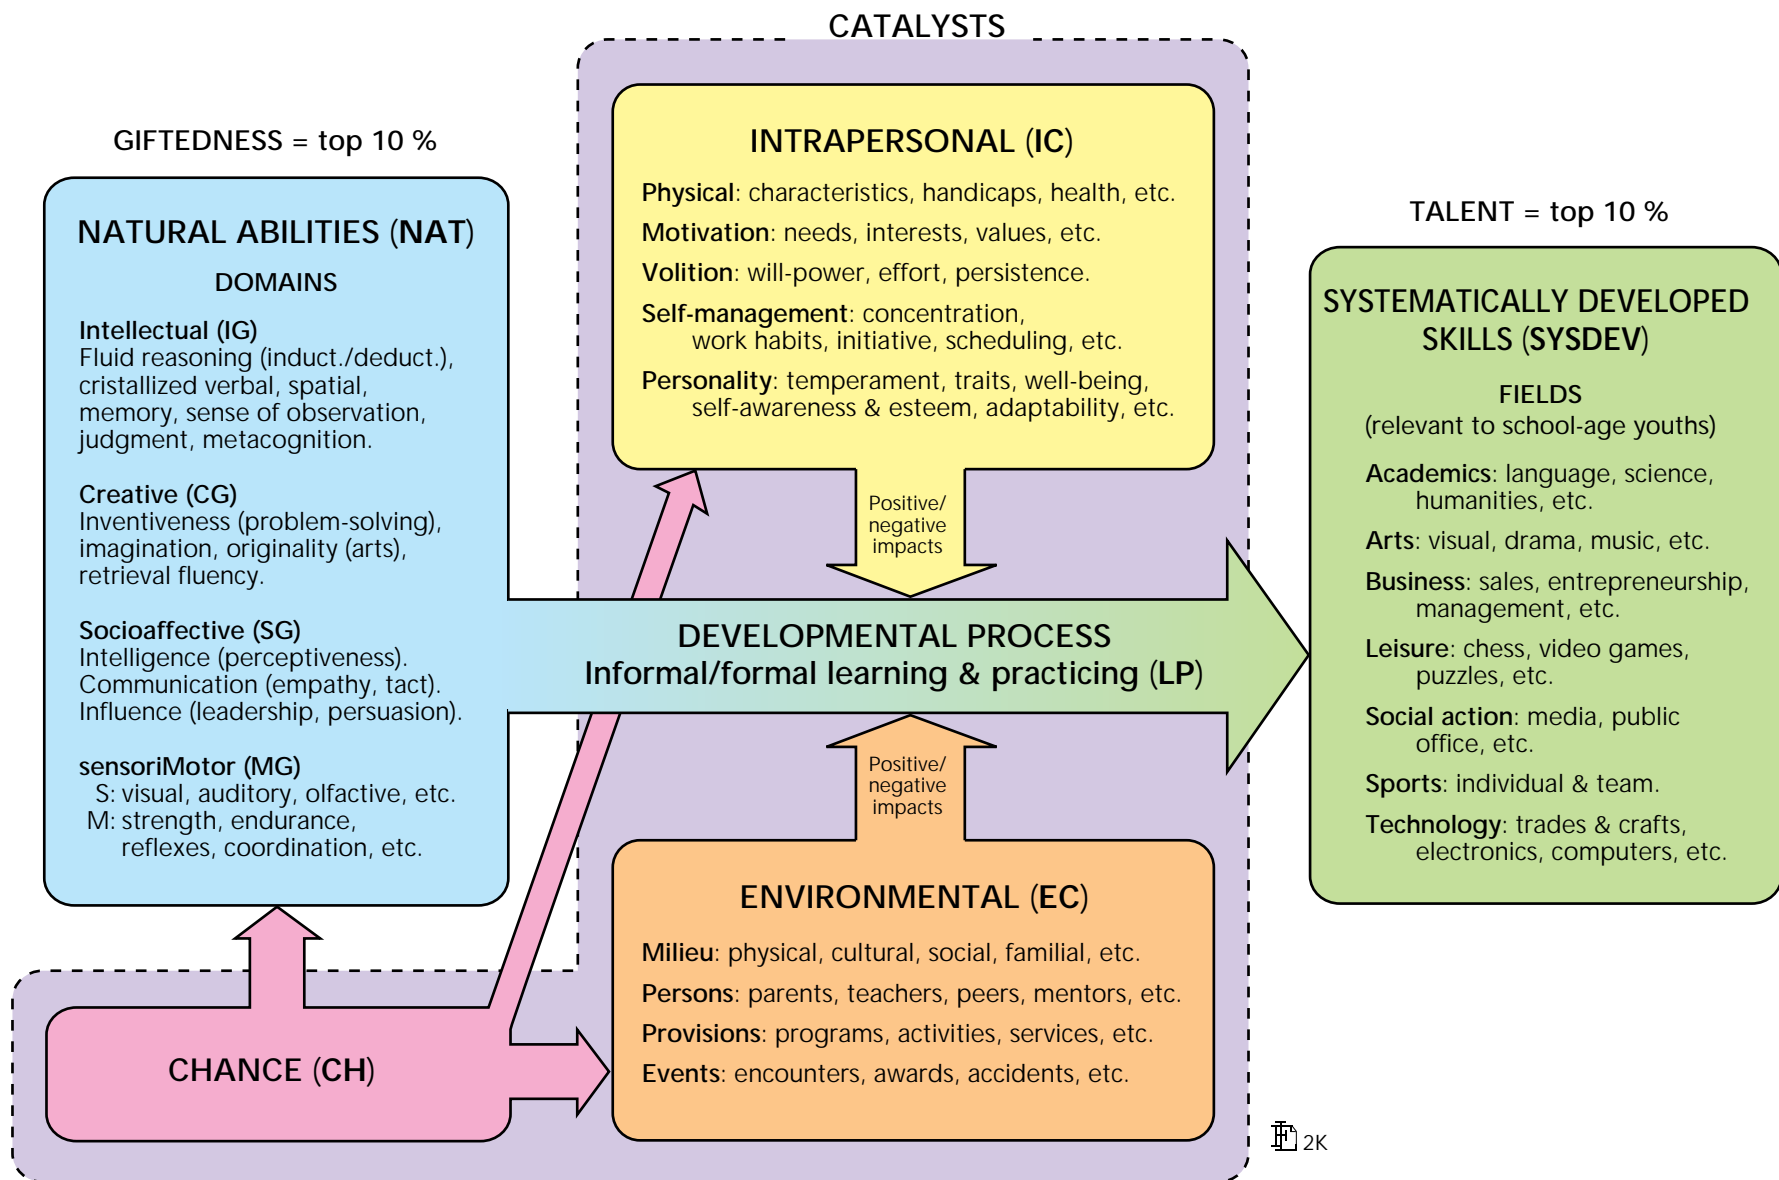 CATALYSTS
GIFTEDNESS = top 10 %
NATURAL ABILITIES (NAT)
DOMAINS
Intellectual (IG)
Fluid reasoning (induct./deduct.),
cristallized verbal, spatial,
memory, sense of observation,
judgment, metacognition.
Creative (CG)
Inventiveness (problem-solving),
imagination, originality (arts),
retrieval fluency.
Socioaffective (SG)
Intelligence (perceptiveness).
Communication (empathy, tact).
Influence (leadership, persuasion).
sensoriMotor (MG)
S: visual, auditory, olfactive, etc.
M: strength, endurance,
reflexes, coordination, etc.
CHANCE (CH)
INTRAPERSONAL (IC)
Physical: characteristics, handicaps, health, etc.
Motivation: needs, interests, values, etc.
Volition: will-power, effort, persistence.
Self-management: concentration,
work habits, initiative, scheduling, etc.
Personality: temperament, traits, well-being,
self-awareness & esteem, adaptability, etc.
Positive/
negative
impacts
DEVELOPMENTAL PROCESS
Informal/formal learning & practicing (LP)
Positive/
negative
impacts
ENVIRONMENTAL (EC)
Milieu: physical, cultural, social, familial, etc.
Persons: parents, teachers, peers, mentors, etc.
Provisions: programs, activities, services, etc.
Events: encounters, awards, accidents, etc.
TALENT = top 10 %
SYSTEMATICALLY DEVELOPED
SKILLS (SYSDEV)
FIELDS
(relevant to school-age youths)
Academics: language, science,
humanities, etc.
Arts: visual, drama, music, etc.
Business: sales, entrepreneurship,
management, etc.
Leisure: chess, video games,
puzzles, etc.
Social action: media, public
office, etc.
Sports: individual & team.
Technology: trades & crafts,
electronics, computers, etc.
2K